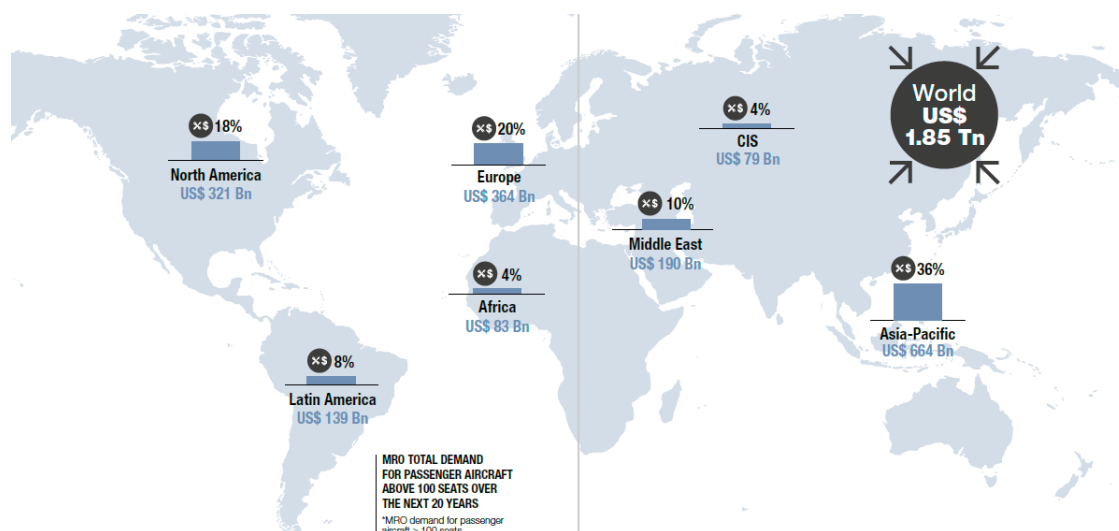 World
US$
1.85 Tn
18%
North America
US$ 321 Bn
20%
Europe
US$ 364 Bn
4%
CIS
US$ 79 Bn
10%
Middle East
US$ 190 Bn
4%
Africa
US$ 83 Bn
36%
Asia-Pacific
US$ 664 Bn
8%
Latin America
US$ 139 Bn
MRO TOTAL DEMAND
FOR PASSENGER AIRCRAFT
ABOVE 100 SEATS OVER
THE NEXT 20 YEARS
*MRO demand for passenger
aircraft > 100 seats